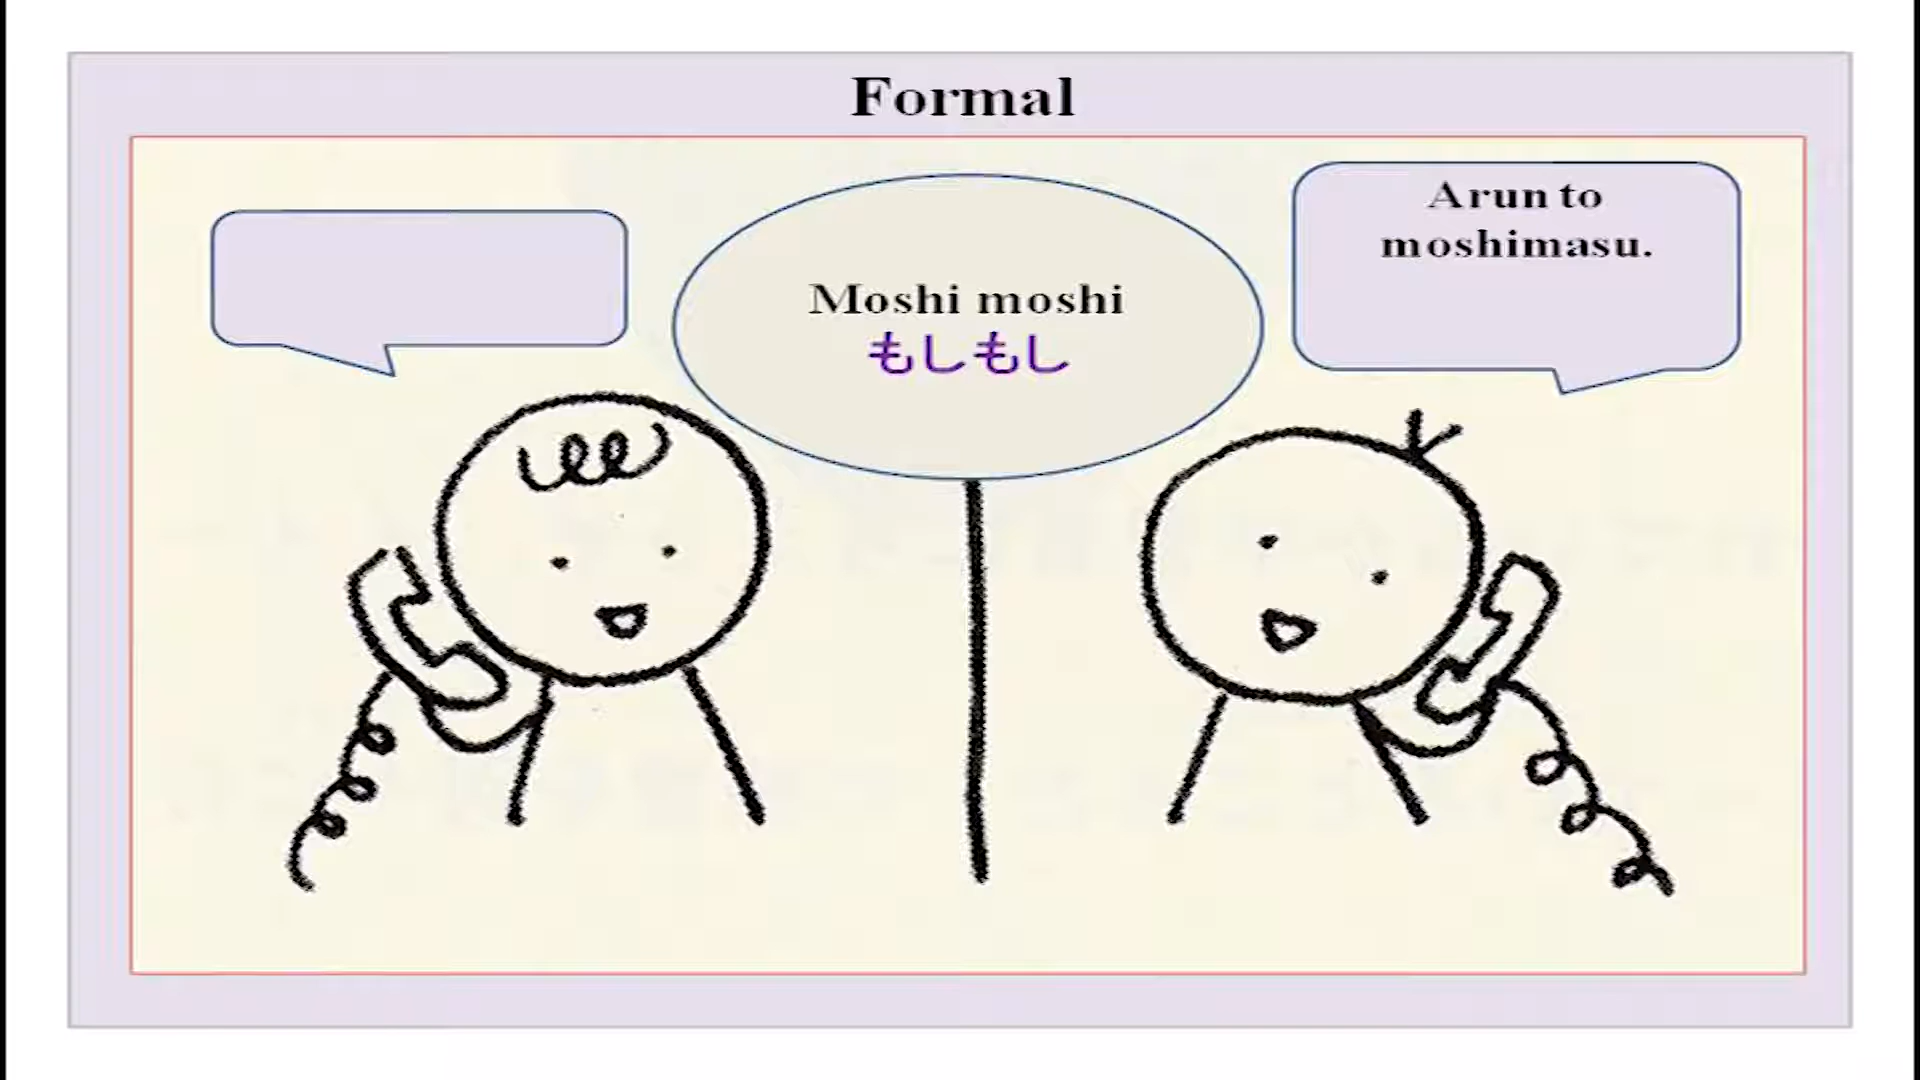 Formal
Moshi moshi
もしもし
Arun to
moshimasu.